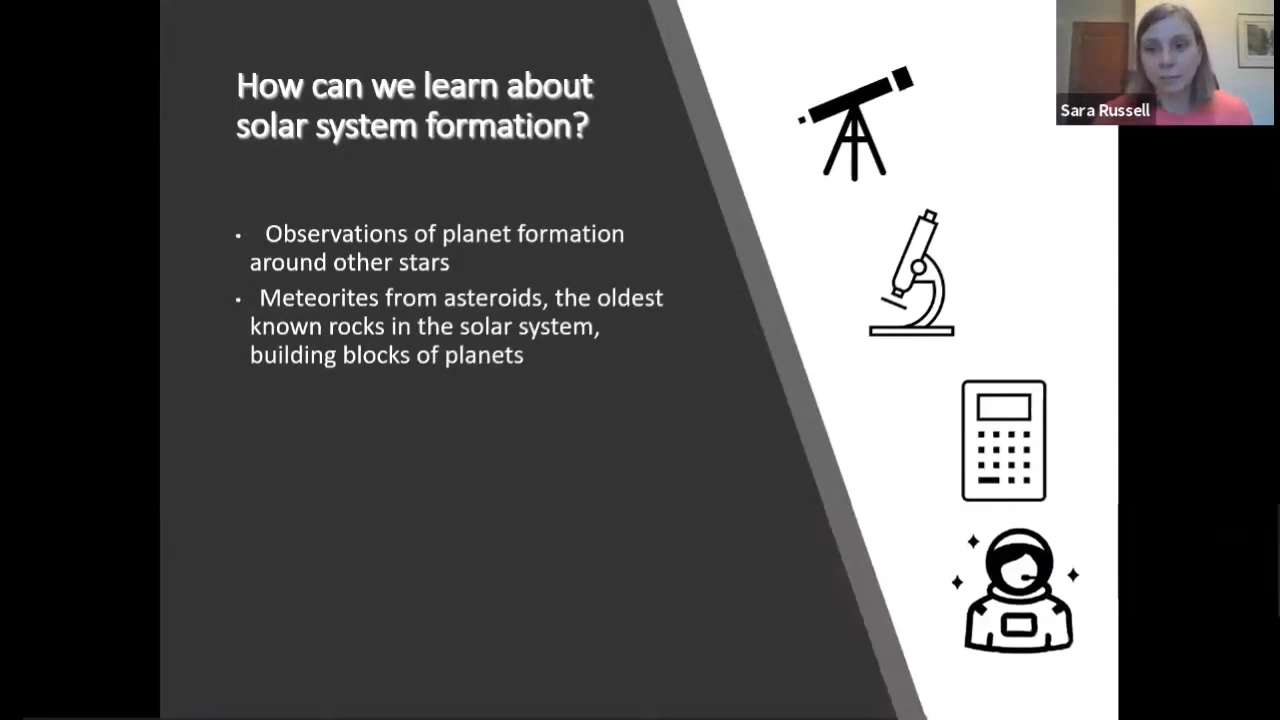 How can we learn about
solar system formation?
• Observations of planet formation
around other stars
• Meteorites from asteroids, the oldest
known rocks in the solar system,
building blocks of planets
Sara Russell